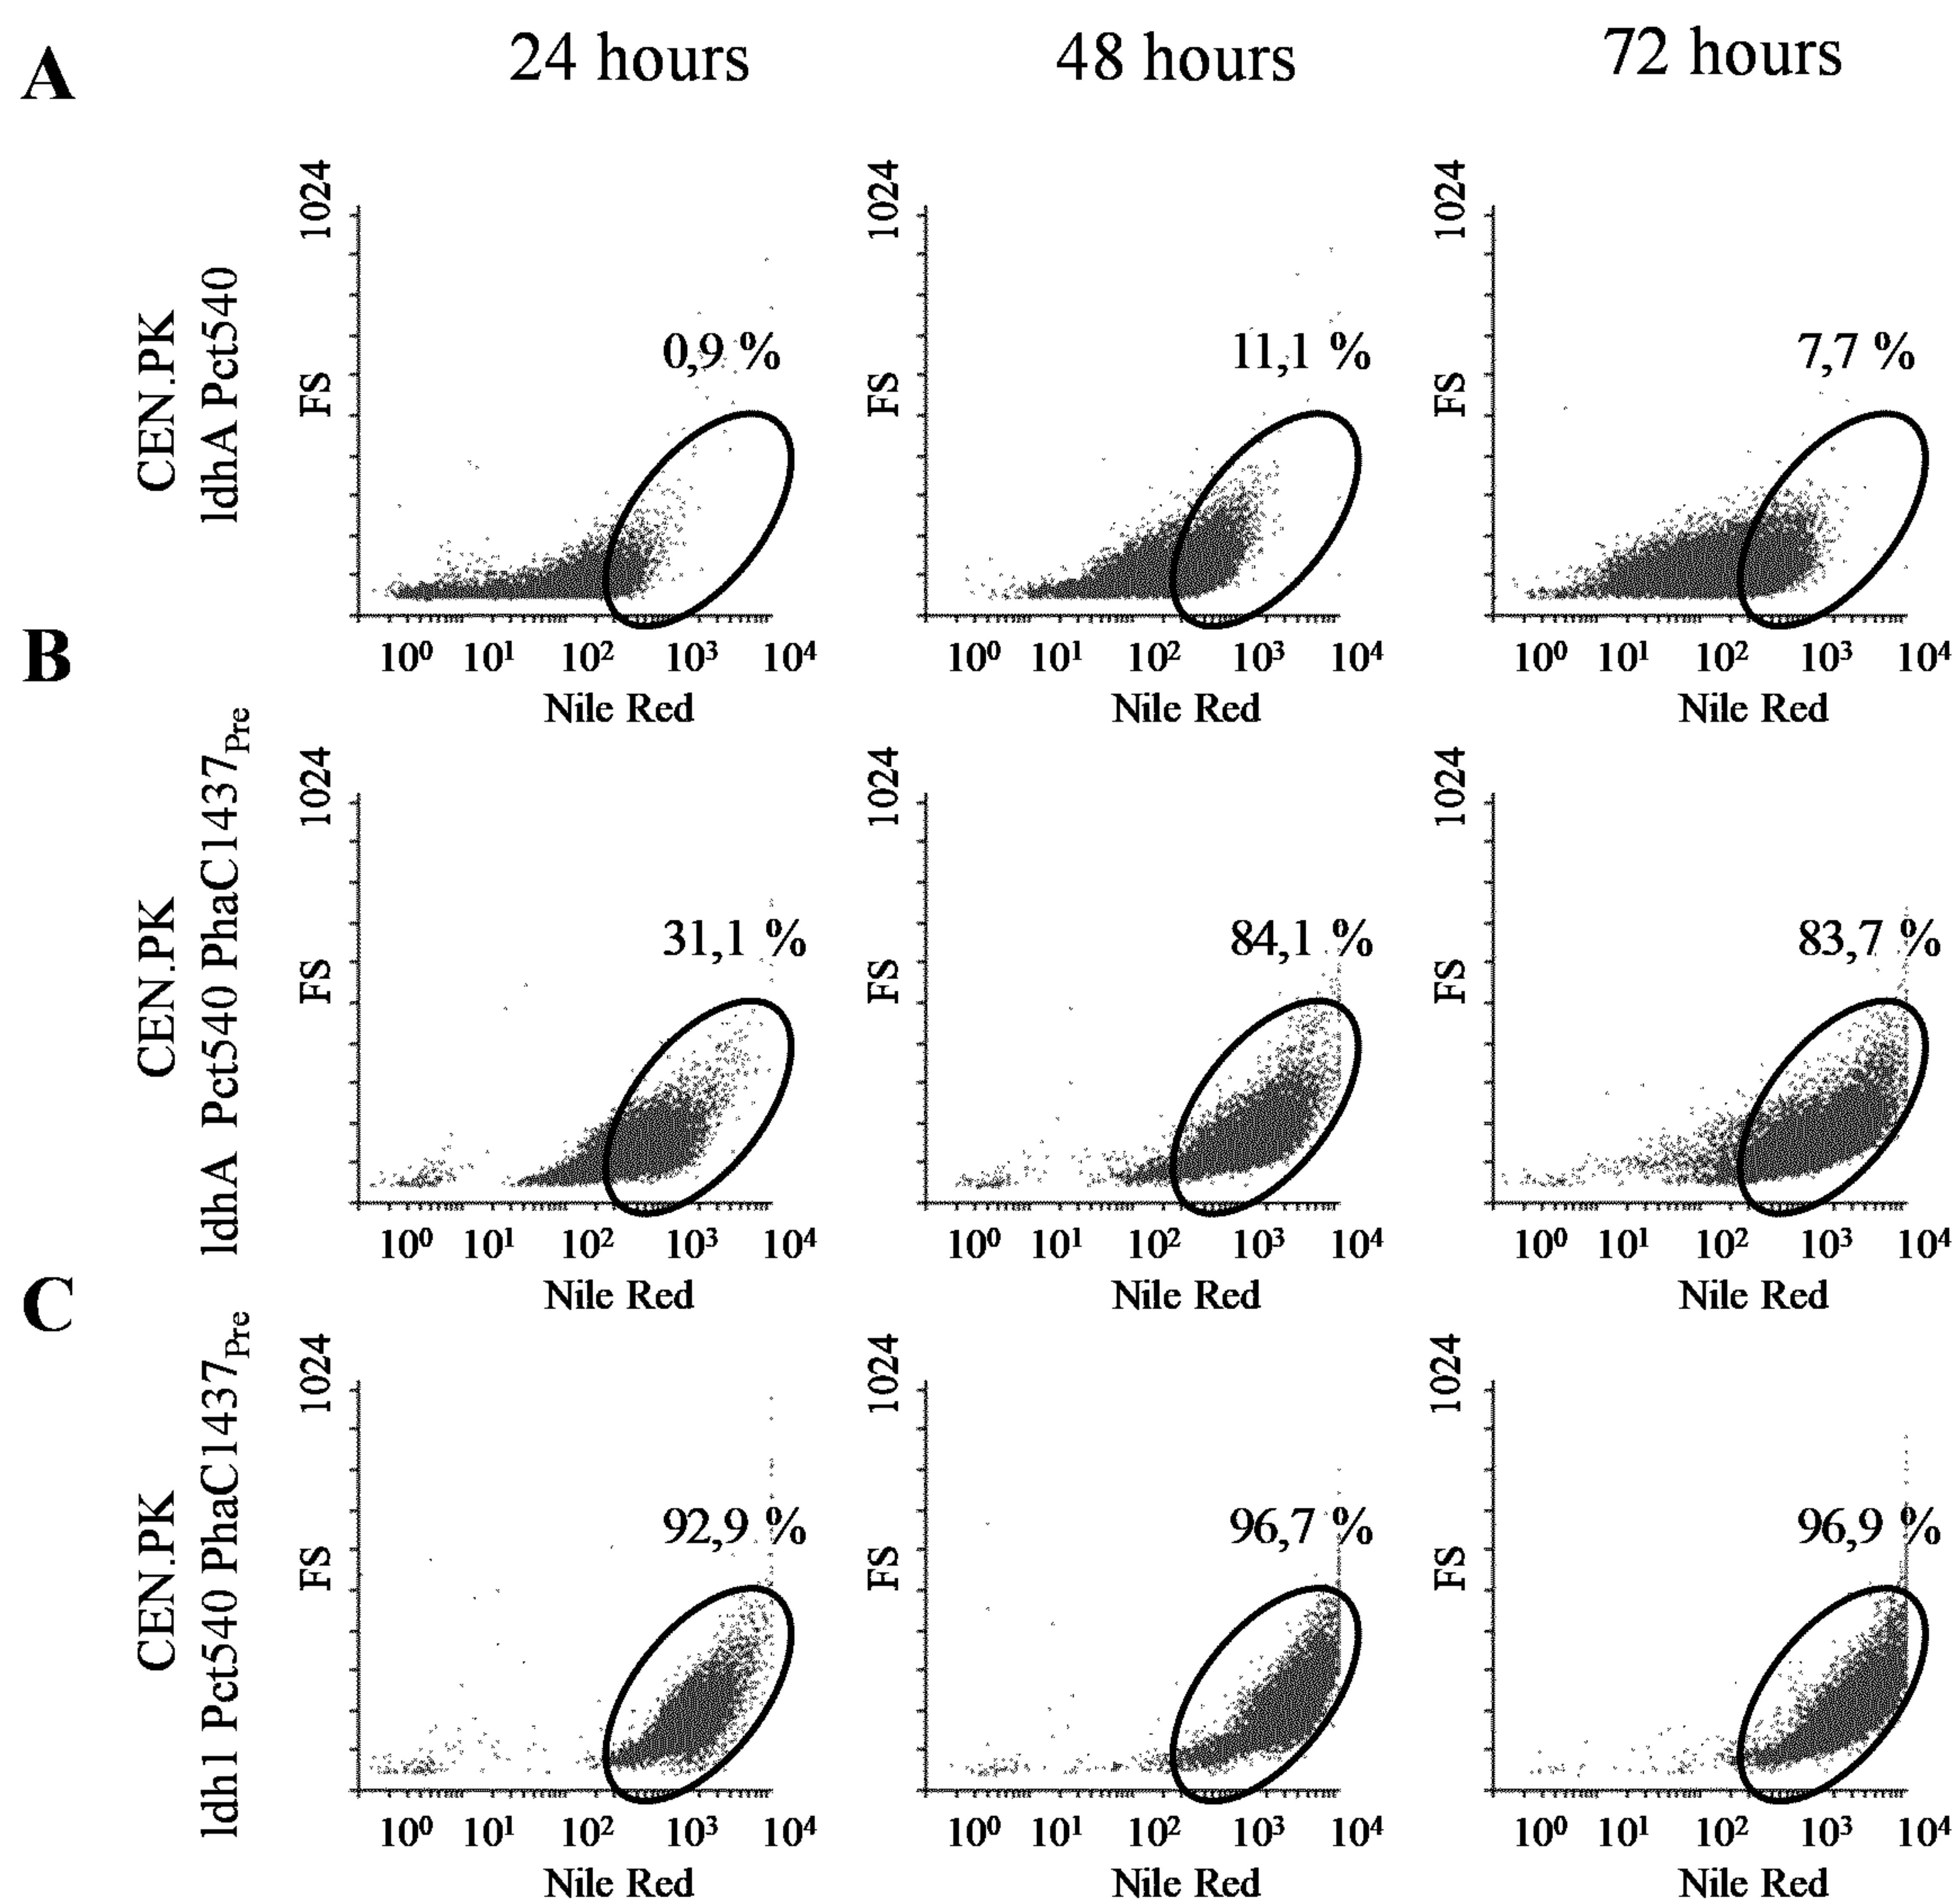 A
24 hours
48 hours
72 hours
CEN.PK
ldhA Pct540
1024
FS
0,9 %
10⁰ 10¹ 10² 10³ 10⁴
Nile Red
1024
FS
11,1 %
10⁰ 10¹ 10² 10³ 10⁴
Nile Red
1024
FS
7,7 %
10⁰ 10¹ 10² 10³ 10⁴
Nile Red
B
CEN.PK
ldhA Pct540 PhaC1437Pre
1024
FS
31,1 %
10⁰ 10¹ 10² 10³ 10⁴
Nile Red
1024
FS
84,1 %
10⁰ 10¹ 10² 10³ 10⁴
Nile Red
1024
FS
83,7 %
10⁰ 10¹ 10² 10³ 10⁴
Nile Red
C
CEN.PK
ldh1 Pct540 PhaC1437Pre
1024
FS
92,9 %
10⁰ 10¹ 10² 10³ 10⁴
Nile Red
1024
FS
96,7 %
10⁰ 10¹ 10² 10³ 10⁴
Nile Red
1024
FS
96,9 %
10⁰ 10¹ 10² 10³ 10⁴
Nile Red